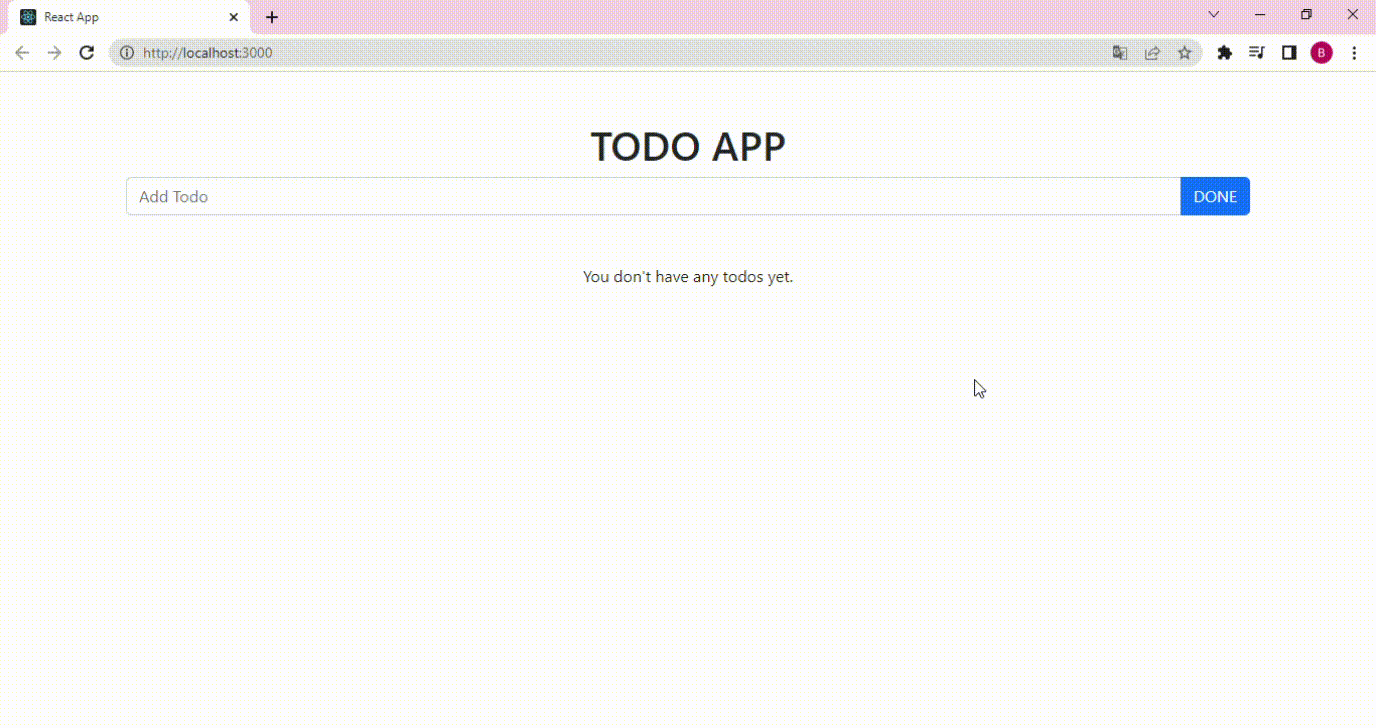 React App
http://localhost:3000
B
TODO APP
Add Todo
DONE
You don't have any todos yet.